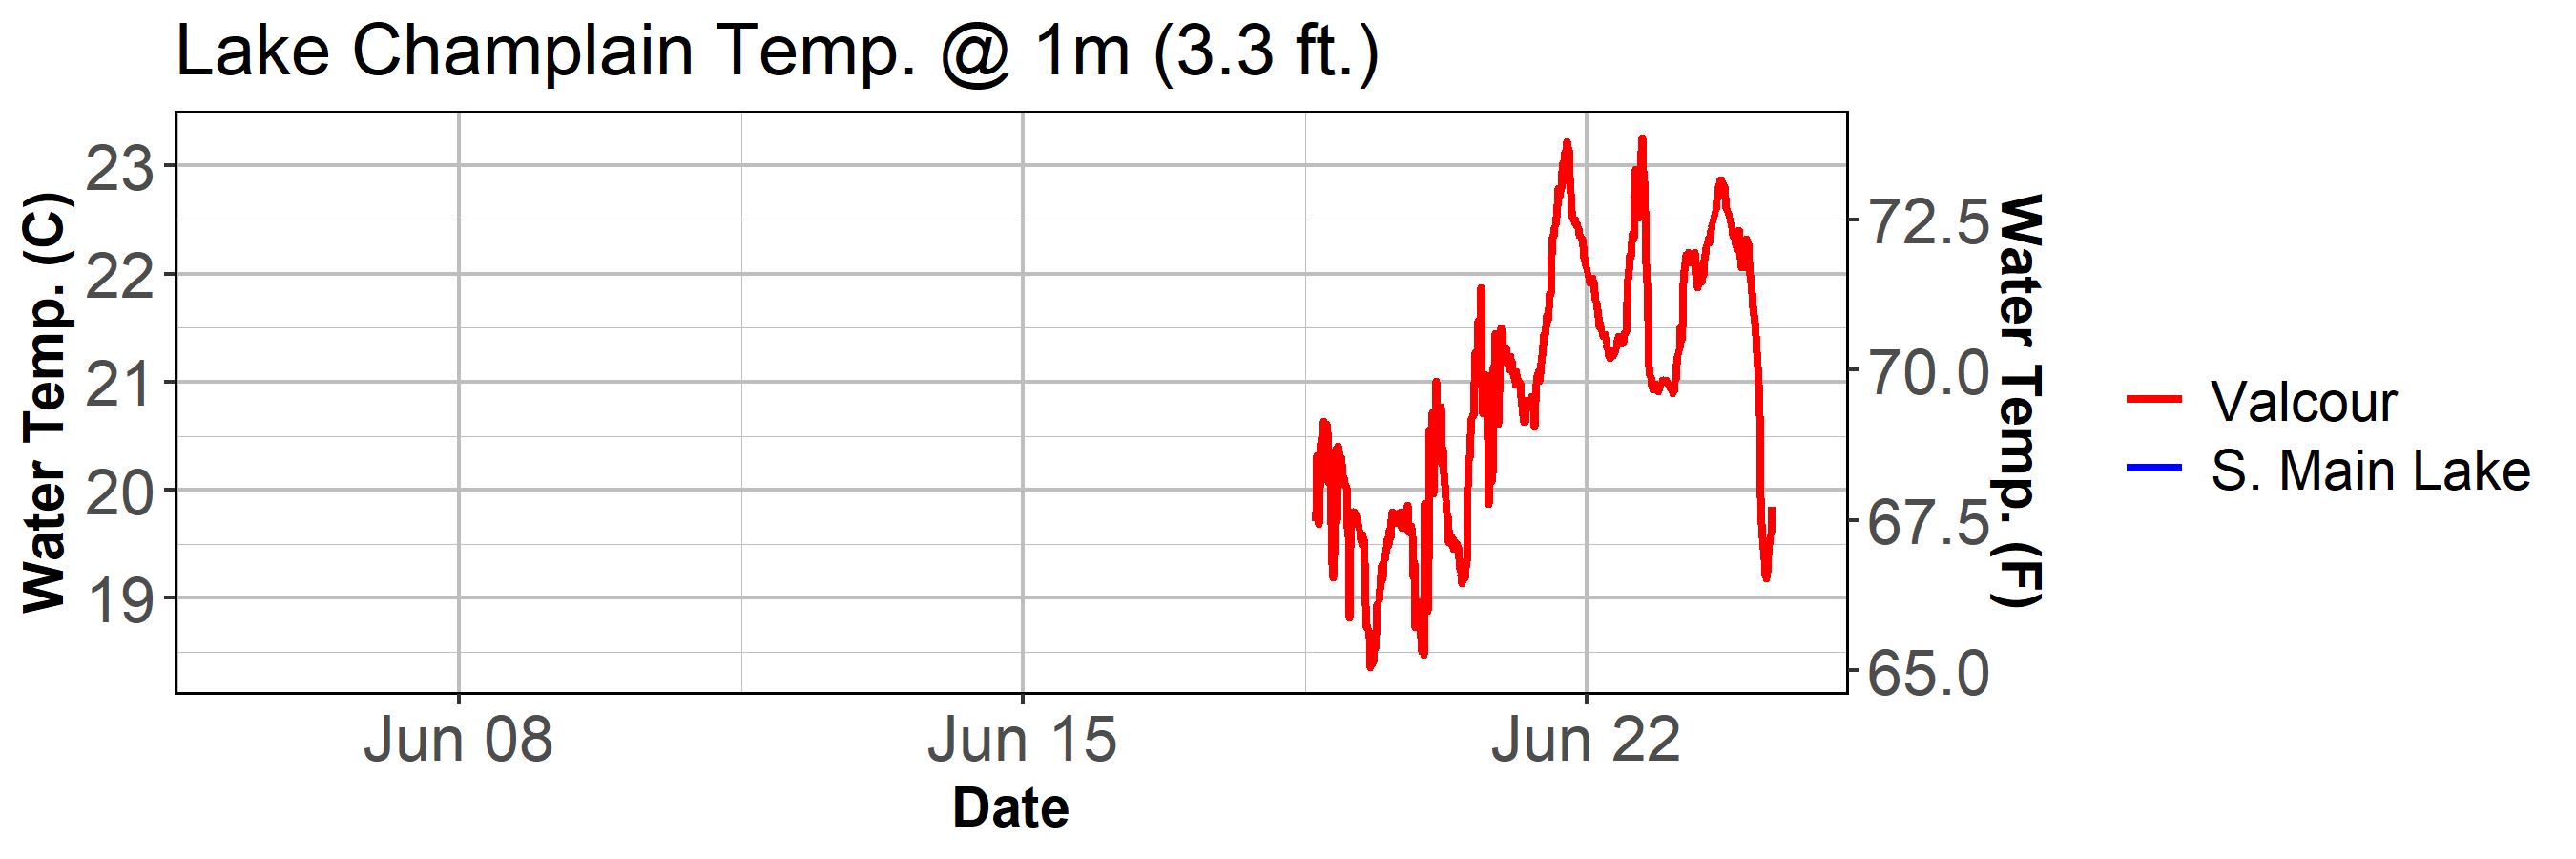 Lake Champlain Temp. @ 1m (3.3 ft.)
Water Temp. (C)
23
22
21
20
19
72.5
70.0
67.5
65.0
Water Temp. (F)
Jun 08
Jun 15
Jun 22
Date
Valcour
S. Main Lake